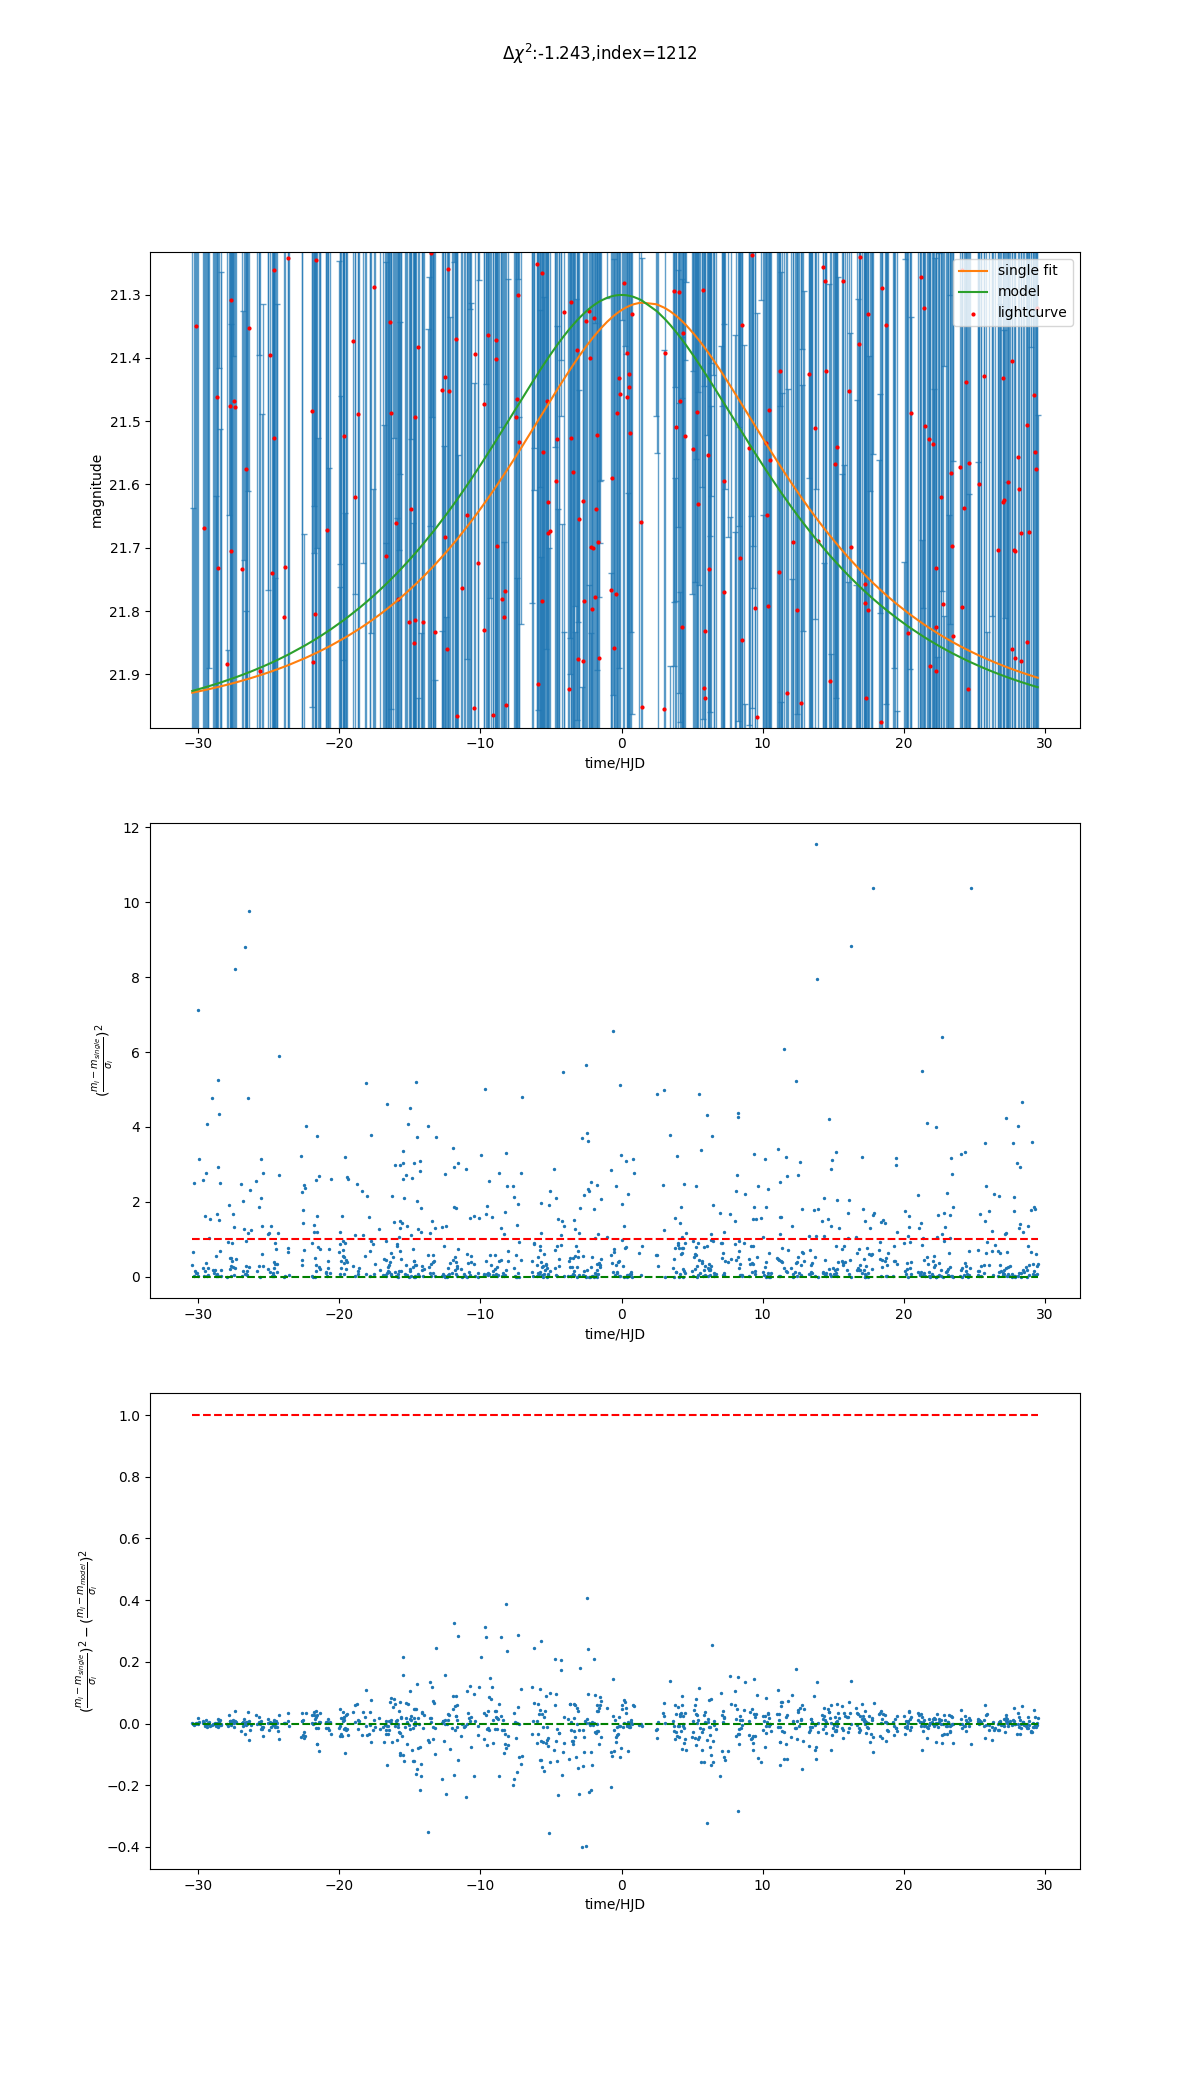 Δχ²:-1.243,index=1212
single fit
model
lightcurve
magnitude
21.3
21.4
21.5
21.6
21.7
21.8
21.9
−30 −20 −10 0 10 20 30
time/HJD
(m_i − m_single / σ_i)²
12
10
8
6
4
2
0
−30 −20 −10 0 10 20 30
time/HJD
(m_i − m_single / σ_i)² − (m_i − m_model / σ_i)²
1.0
0.8
0.6
0.4
0.2
0.0
−0.2
−0.4
−30 −20 −10 0 10 20 30
time/HJD